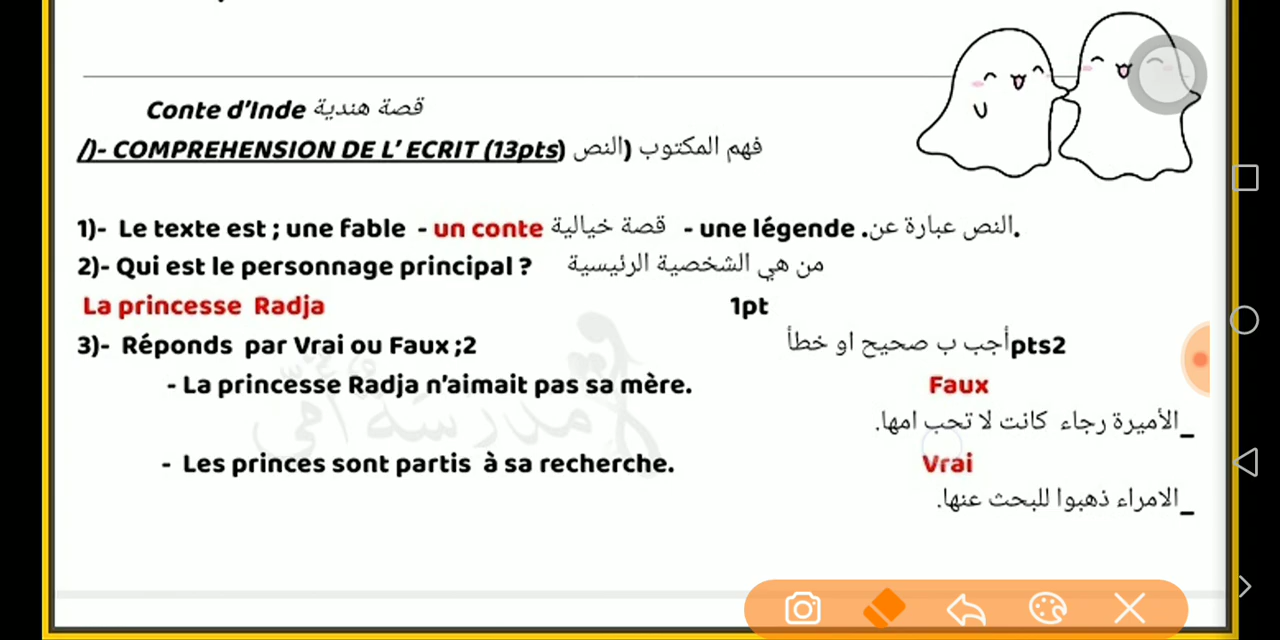 Conte d'Inde قصة هندية
/)- COMPREHENSION DE L' ECRIT (13pts) فهم المكتوب (النص
1)- Le texte est ; une fable - un conte قصة خيالية - une légende .النص عبارة عن.
2)- Qui est le personnage principal ? من هي الشخصية الرئيسية
La princesse Radja 1pt
3)- Réponds par Vrai ou Faux ;2 أجب ب صحيح او خطأ pts2
- La princesse Radja n'aimait pas sa mère. Faux
_الأميرة رجاء كانت لا تحب امها.
- Les princes sont partis à sa recherche. Vrai
_الامراء ذهبوا للبحث عنها.